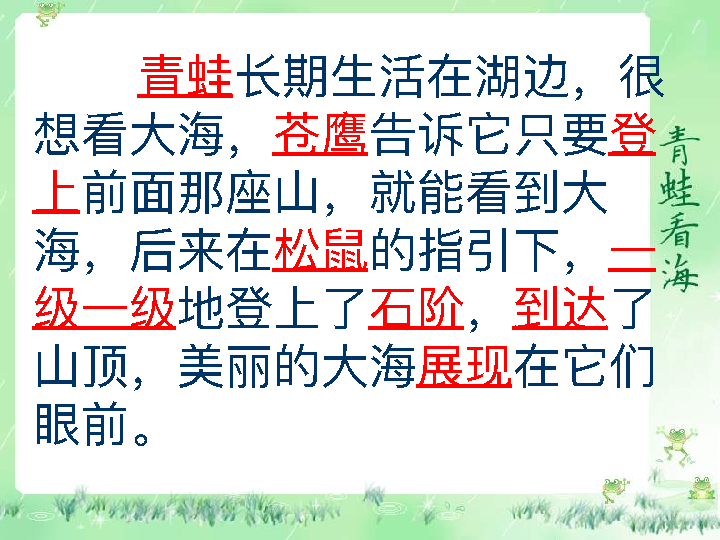 青蛙长期生活在湖边，很
想看大海，苍鹰告诉它只要登
上前面那座山，就能看到大
海，后来在松鼠的指引下，一
级一级地登上了石阶，到达了
山顶，美丽的大海展现在它们
眼前。
青蛙看海